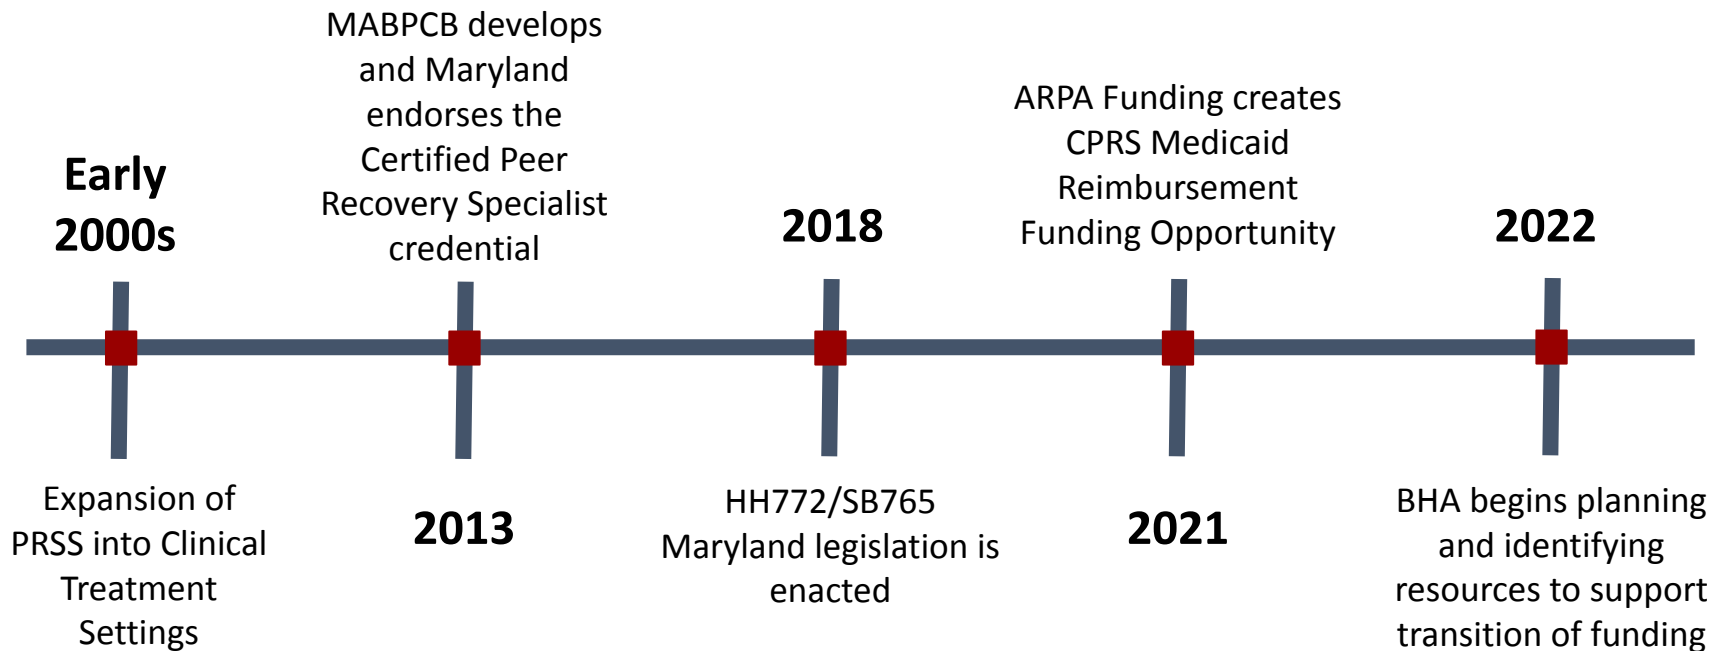 Early
2000s
Expansion of
PRSS into Clinical
Treatment
Settings
MABPCB develops
and Maryland
endorses the
Certified Peer
Recovery Specialist
credential
2013
2018
HH772/SB765
Maryland legislation is
enacted
ARPA Funding creates
CPRS Medicaid
Reimbursement
Funding Opportunity
2021
2022
BHA begins planning
and identifying
resources to support
transition of funding